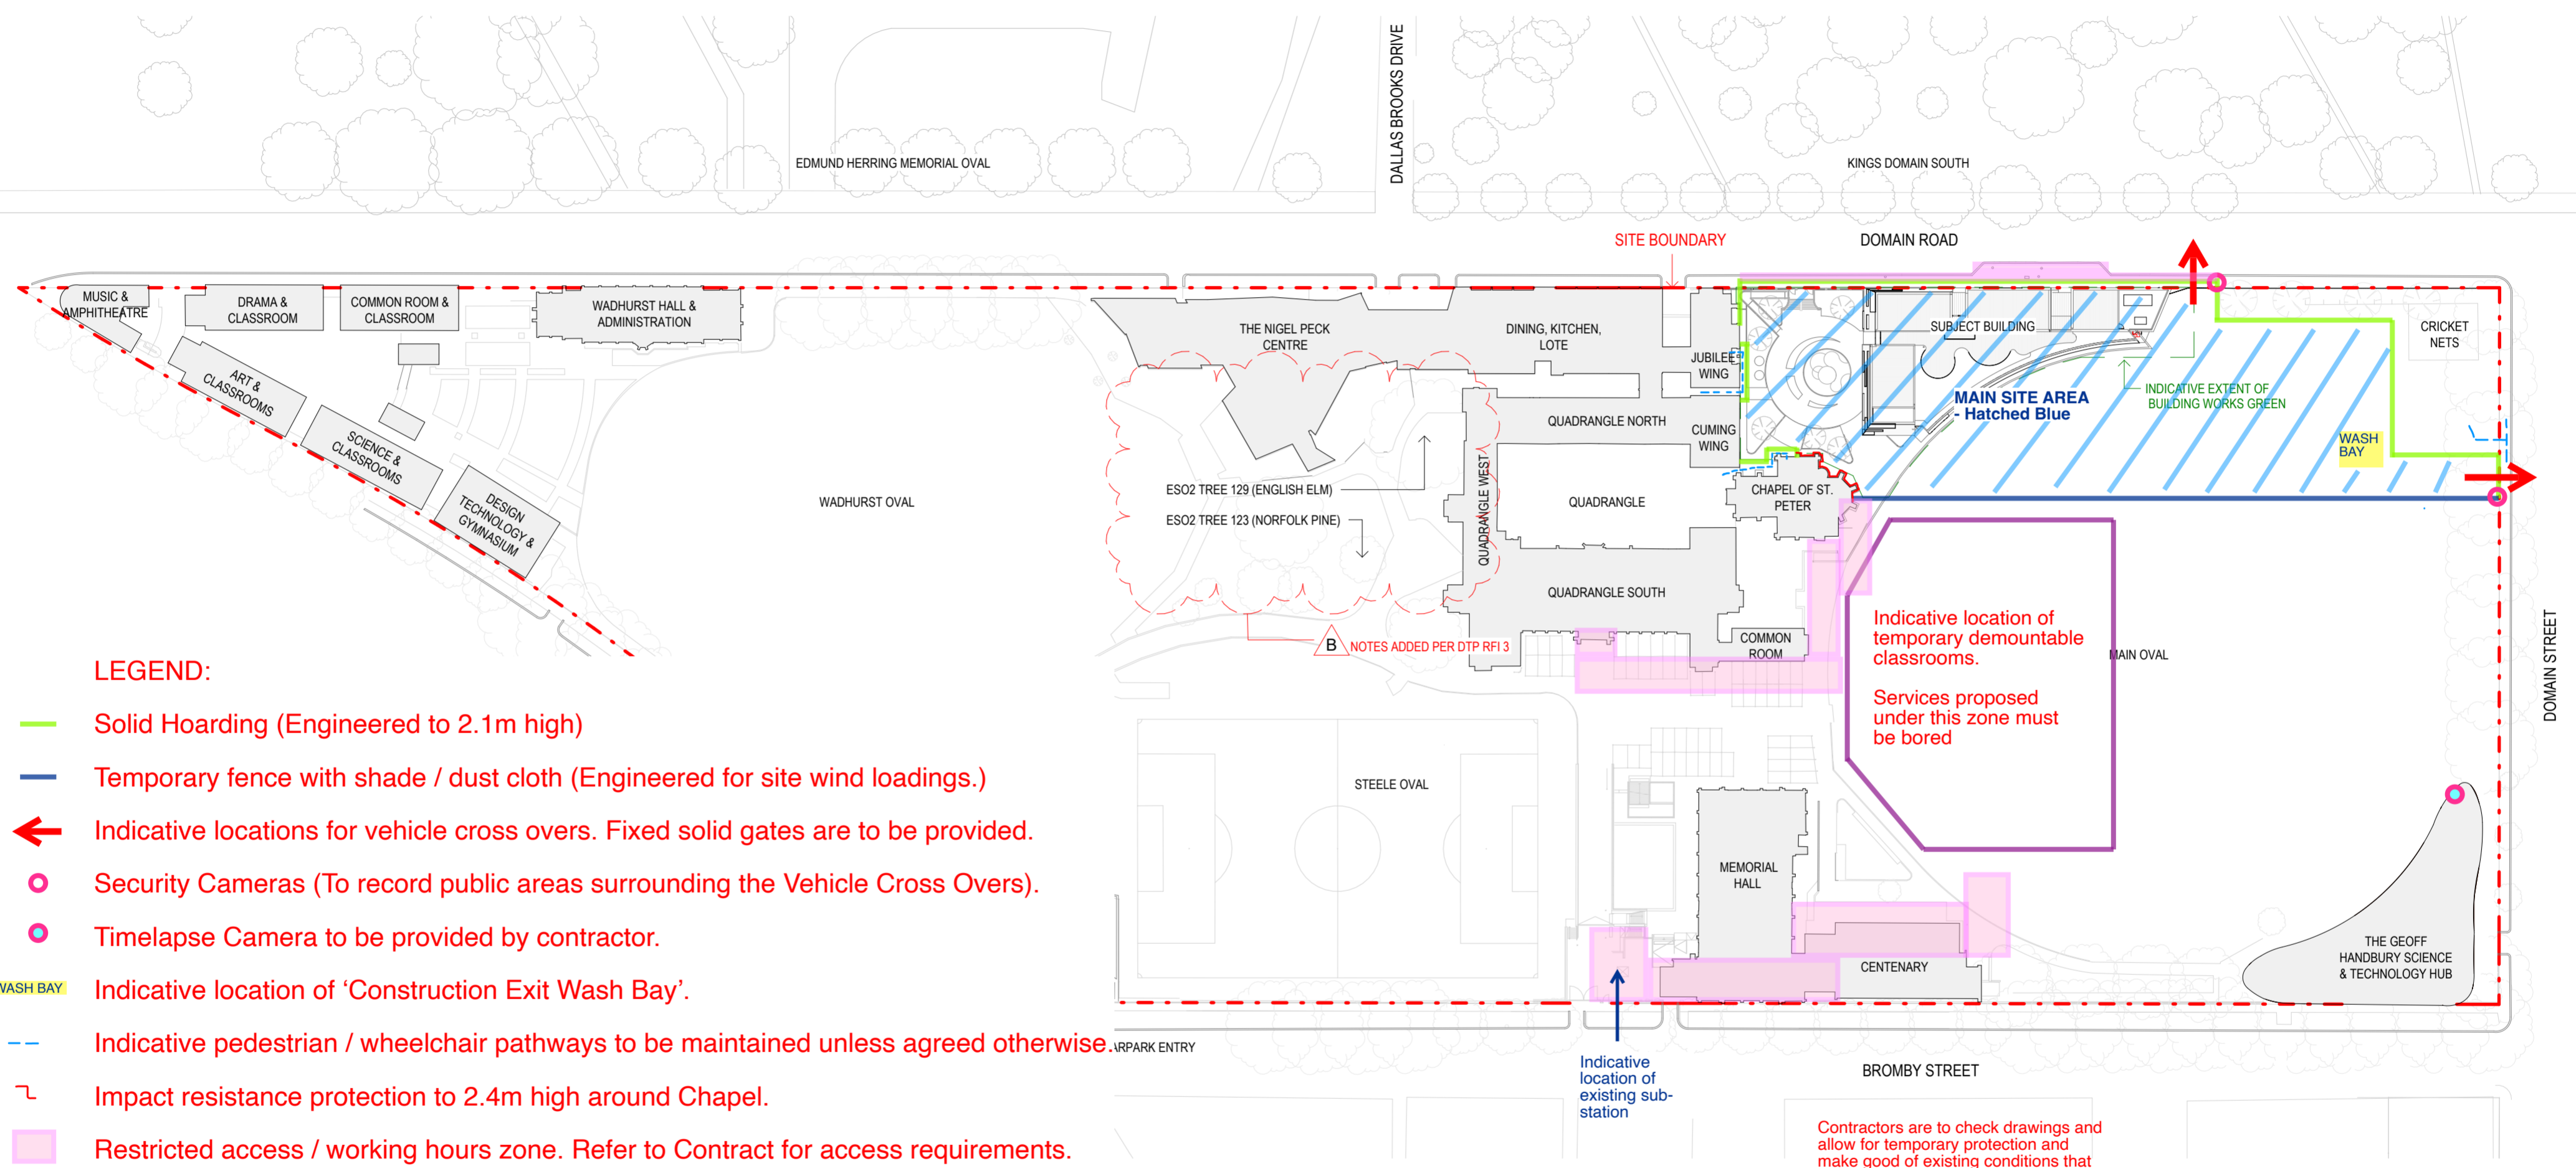 DALLAS BROOKS DRIVE
EDMUND HERRING MEMORIAL OVAL
KINGS DOMAIN SOUTH
SITE BOUNDARY
DOMAIN ROAD
MUSIC &
AMPHITHEATRE
DRAMA &
CLASSROOM
COMMON ROOM &
CLASSROOM
WADHURST HALL &
ADMINISTRATION
THE NIGEL PECK
CENTRE
DINING, KITCHEN,
LOTE
JUBILEE
WING
SUBJECT BUILDING
CRICKET
NETS
ART &
CLASSROOMS
INDICATIVE EXTENT OF
BUILDING WORKS GREEN
MAIN SITE AREA
- Hatched Blue
QUADRANGLE NORTH
CUMING
WING
WASH
BAY
SCIENCE &
CLASSROOMS
DESIGN
TECHNOLOGY &
GYMNASIUM
WADHURST OVAL
ESO2 TREE 129 (ENGLISH ELM)
ESO2 TREE 123 (NORFOLK PINE)
QUADRANGLE WEST
QUADRANGLE
CHAPEL OF ST.
PETER
QUADRANGLE SOUTH
COMMON
ROOM
B
NOTES ADDED PER DTP RFI 3
Indicative location of
temporary demountable
classrooms.
Services proposed
under this zone must
be bored
MAIN OVAL
DOMAIN STREET
STEELE OVAL
MEMORIAL
HALL
CENTENARY
THE GEOFF
HANDBURY SCIENCE
& TECHNOLOGY HUB
ARPARK ENTRY
Indicative
location of
existing sub-
station
BROMBY STREET
Contractors are to check drawings and
allow for temporary protection and
make good of existing conditions that
LEGEND:
Solid Hoarding (Engineered to 2.1m high)
Temporary fence with shade / dust cloth (Engineered for site wind loadings.)
Indicative locations for vehicle cross overs. Fixed solid gates are to be provided.
Security Cameras (To record public areas surrounding the Vehicle Cross Overs).
Timelapse Camera to be provided by contractor.
WASH BAY Indicative location of ‘Construction Exit Wash Bay’.
Indicative pedestrian / wheelchair pathways to be maintained unless agreed otherwise.
Impact resistance protection to 2.4m high around Chapel.
Restricted access / working hours zone. Refer to Contract for access requirements.